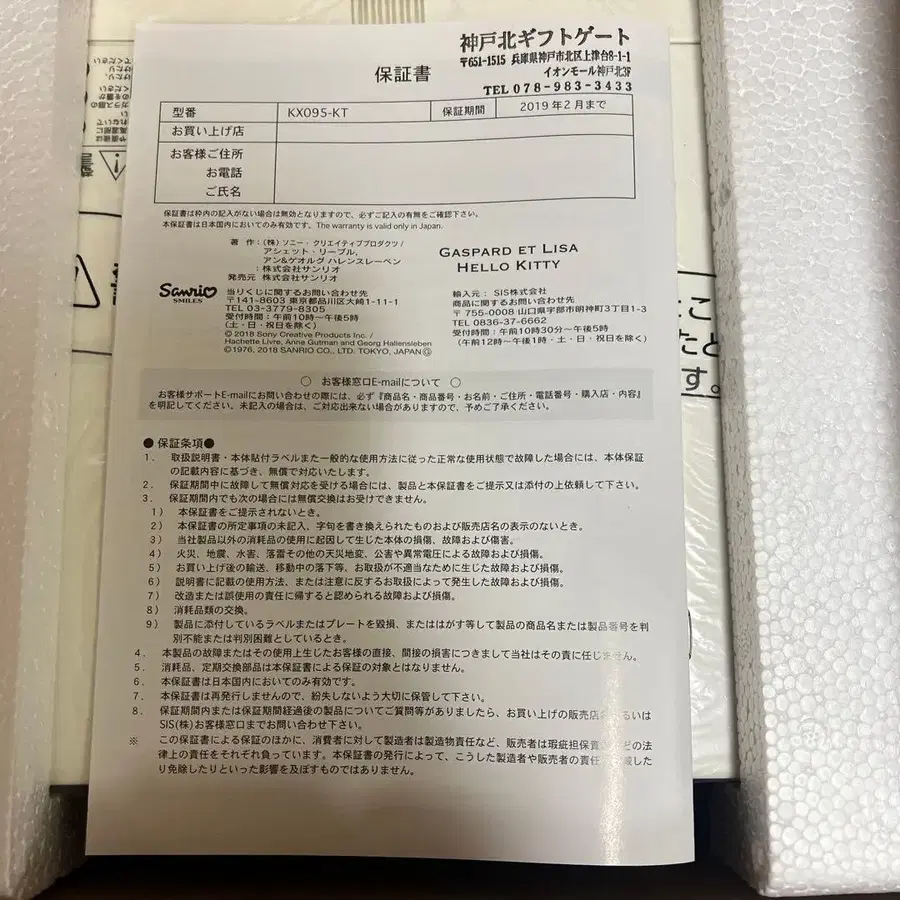 神戸北ギフトゲート
〒651-1515 兵庫県神戸市北区上津台8-1-1
イオンモール神戸北3F
TEL 078-983-3433
保証書
型番 KX095-KT 保証期間 2019年2月まで
お買い上げ店
お客様ご住所
お電話
ご氏名
保証書は枠内の記入がない場合は無効となりますので、必ずご記入の有無をご確認下さい。
本保証書は日本国内においてのみ有効です。The warranty is valid only in Japan.
著 作：(株) ソニー・クリエイティブプロダクツ /
アシェット・リーブル,
アン&ゲオルグ ハレンスレーベン
：株式会社サンリオ
発売元 株式会社サンリオ
GASPARD ET LISA
HELLO KITTY
Sanrio
SMILES
当りくじに関するお問い合わせ先
〒141-8603 東京都品川区大崎1-11-1
TEL 03-3779-8305
受付時間：午前10時〜午後5時
(土・日・祝日を除く)
© 2018 Sony Creative Products Inc. /
Hachette Livre, Anne Gutman and Georg Hallensleben
©1976, 2018 SANRIO CO., LTD. TOKYO, JAPAN Ⓖ
輸入元： SIS株式会社
商品に関するお問い合わせ先
〒 755-0008 山口県宇部市明神町3丁目1-3
TEL 0836-37-6662
受付時間：午前10時30分〜午後5時
(午前12時〜午後1時・土・日・祝日を除く)
○ お客様窓口E-mailについて ○
お客様サポートE-mailにお問い合わせの際には、必ず『商品名・商品番号・お名前・ご住所・電話番号・購入店・内容』
を明記してください。未記入の場合は、ご対応出来ない場合がありますので、予めご了承ください。
● 保証条項●
1． 取扱説明書・本体貼付ラベルまた一般的な使用方法に従った正常な使用状態で故障した場合には、本体保証
の記載内容に基づき、無償で対応いたします。
2． 保証期間中に故障して無償対応を受ける場合には、製品と本保証書をご提示又は添付の上依頼して下さい。
3． 保証期間内でも次の場合には無償交換はお受けできません。
1） 本保証書をご提示されないとき。
2） 本保証書の所定事項の未記入、字句を書き換えられたものおよび販売店名の表示のないとき。
3） 当社製品以外の消耗品の使用に起因して生じた本体の損傷、故障および傷害。
4） 火災、地震、水害、落雷その他の天災地変、公害や異常電圧による故障および損傷。
5） お買い上げ後の輸送、移動中の落下等、お取扱が不適当なために生じた故障および損傷。
6） 説明書に記載の使用方法、または注意に反するお取扱によって発生した故障および損傷。
7） 改造または誤使用の責任に帰すると認められる故障および損傷。
8） 消耗品類の交換。
9） 製品に添付しているラベルまたはプレートを毀損、またははがす等して製品の商品名または製品番号を判
別不能または判別困難としているとき。
4． 本製品の故障またはその使用上生じたお客様の直接、間接の損害につきまして当社はその責に任じません。
5． 消耗品、定期交換部品は本保証書による保証の対象とはなりません。
6． 本保証書は日本国内においてのみ有効です。
7． 本保証書は再発行しませんので、紛失しないよう大切に保管して下さい。
8． 保証期間内または保証期間経過後の製品についてご質問等がありましたら、お買い上げの販売店 るいは
SIS(株)お客様窓口までお問い合わせ下さい。
※ この保証書による保証のほかに、消費者に対して製造者は製造物責任など、販売者は瑕疵担保責 どの法
律上の責任をそれぞれ負っています。本保証書の発行によって、こうした製造者や販売者の責任 減した
り免除したりといった影響を及ぼすものではありません。
こ
たと
す。